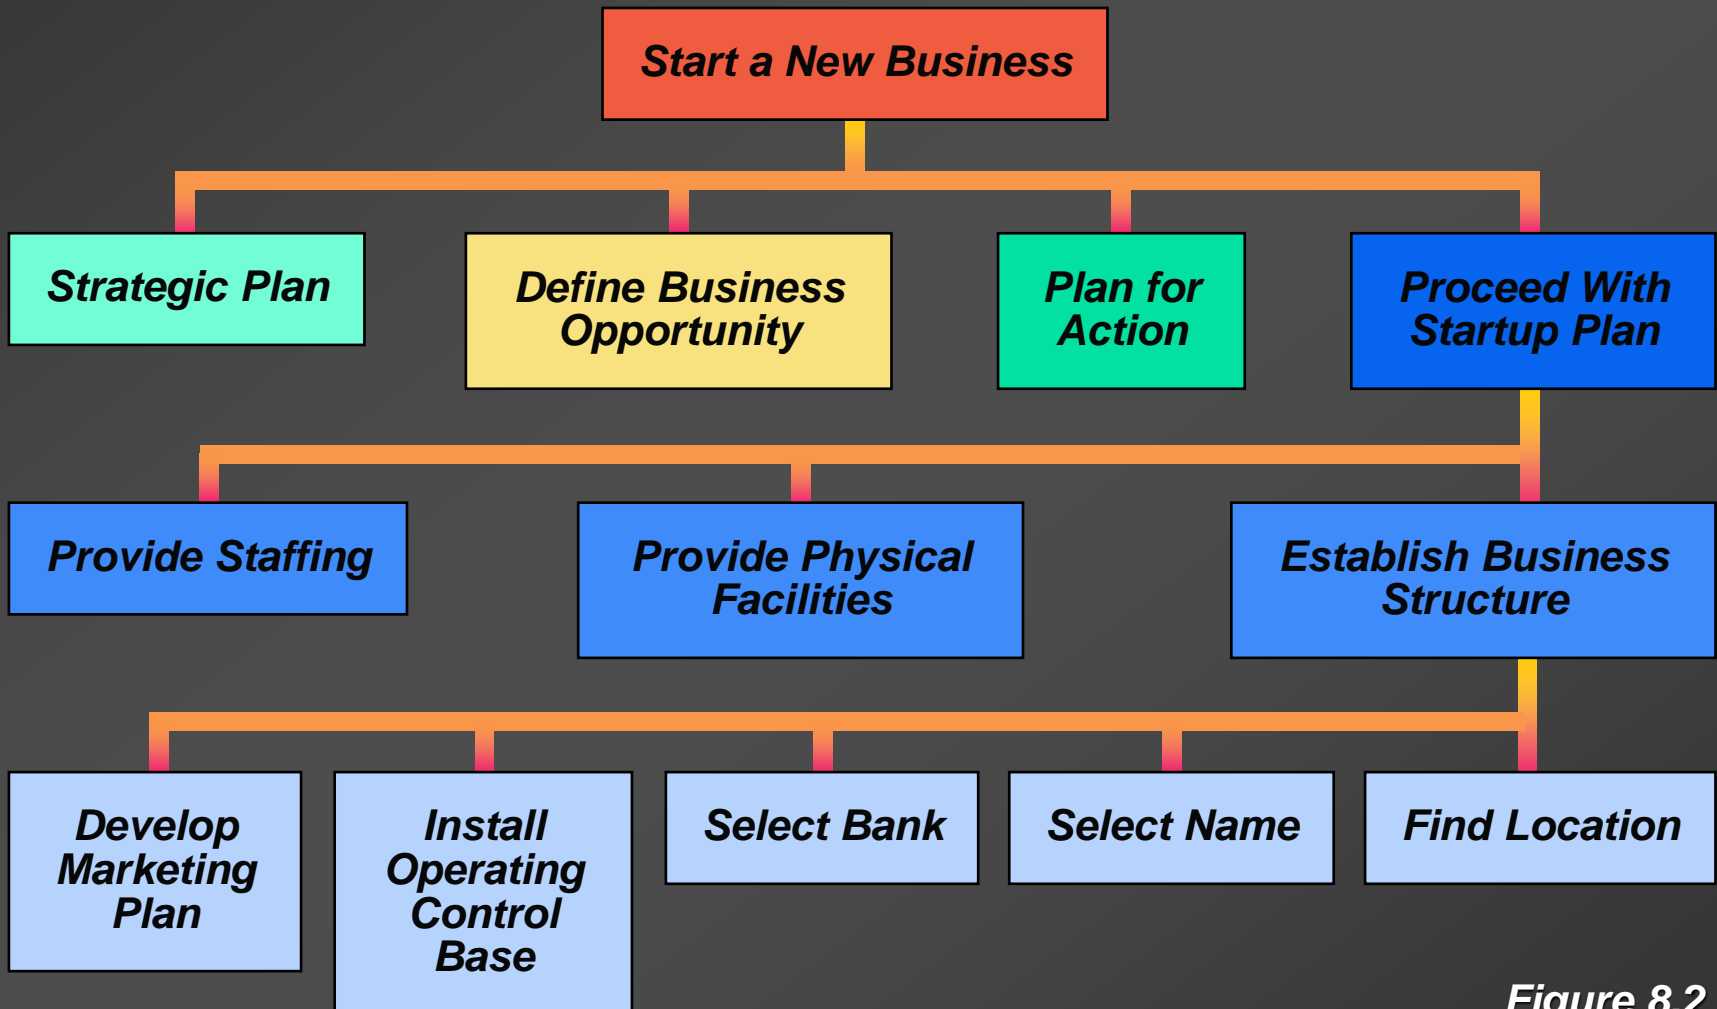 Start a New Business
Strategic Plan
Define Business
Opportunity
Plan for
Action
Proceed With
Startup Plan
Provide Staffing
Provide Physical
Facilities
Establish Business
Structure
Develop
Marketing
Plan
Install
Operating
Control
Base
Select Bank
Select Name
Find Location
Figure 8.2